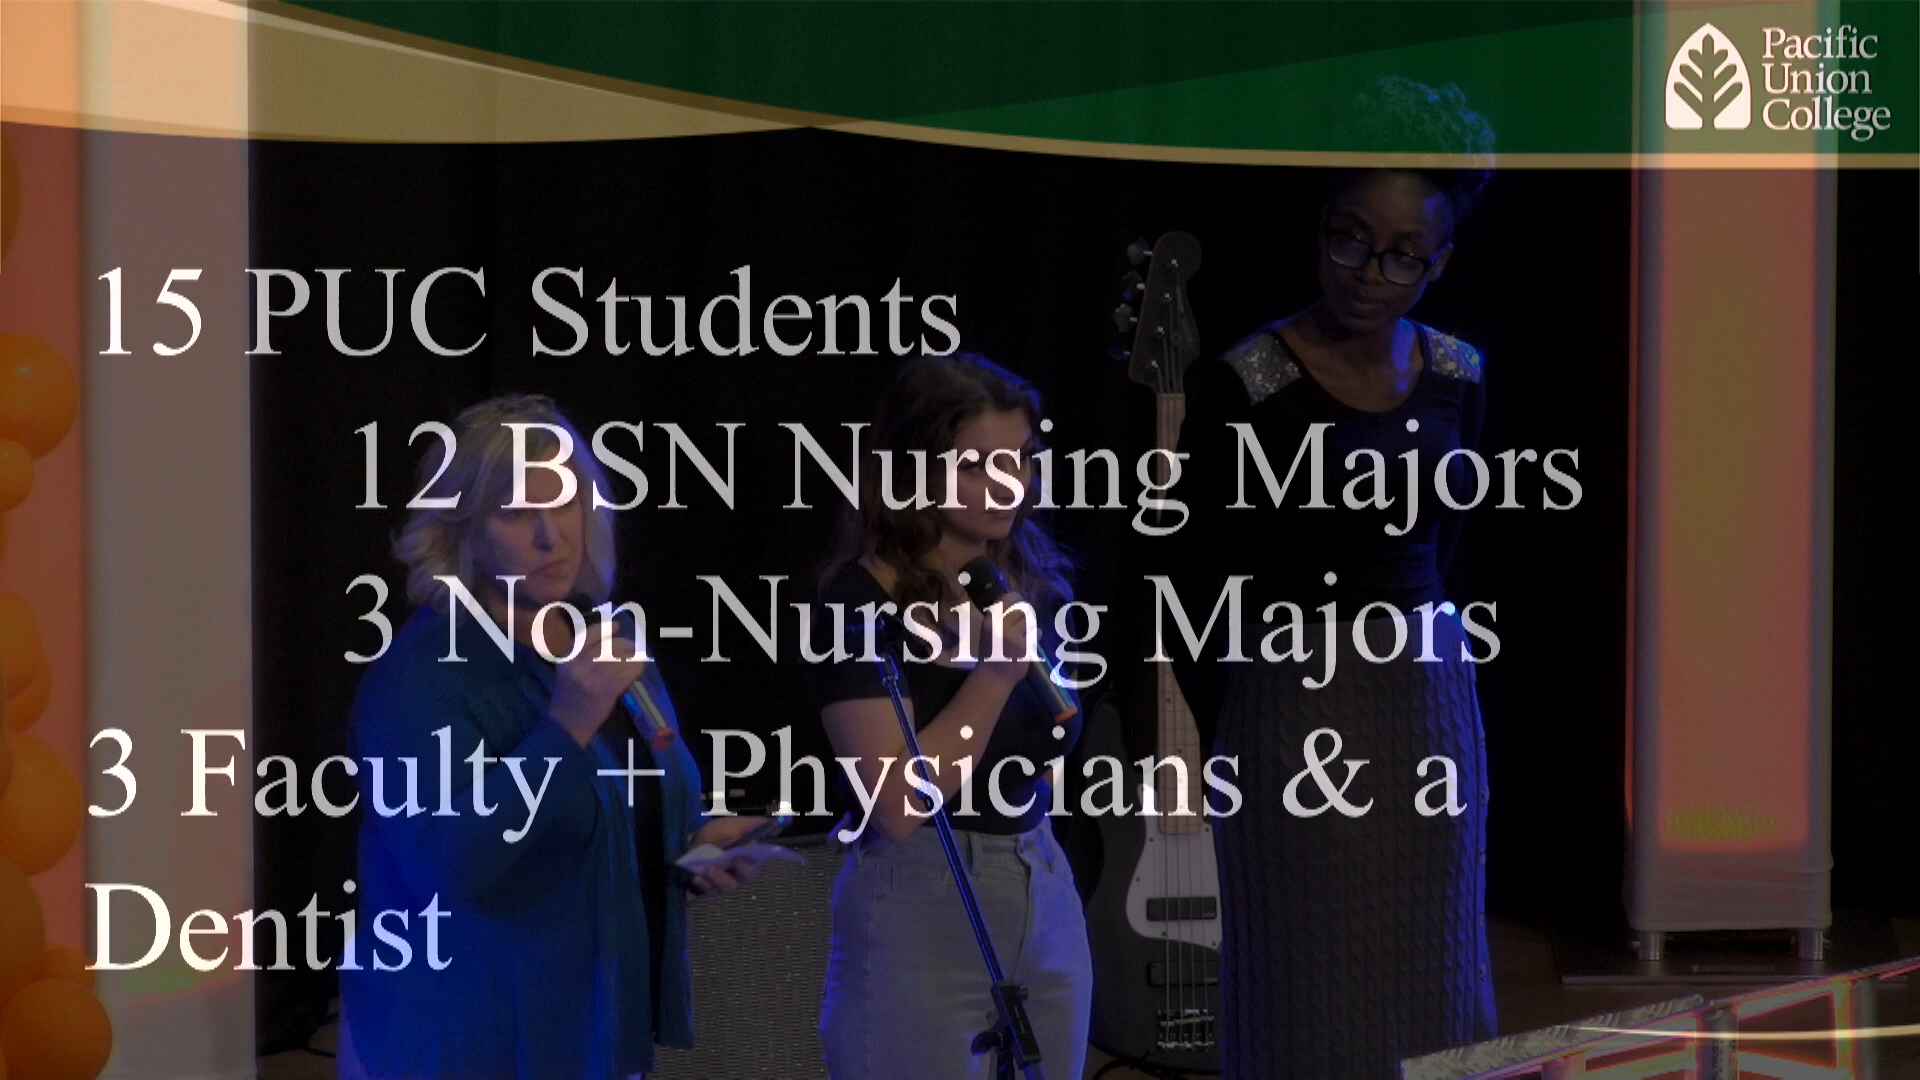 Pacific
Union
College
15 PUC Students
12 BSN Nursing Majors
3 Non-Nursing Majors
3 Faculty + Physicians & a
Dentist